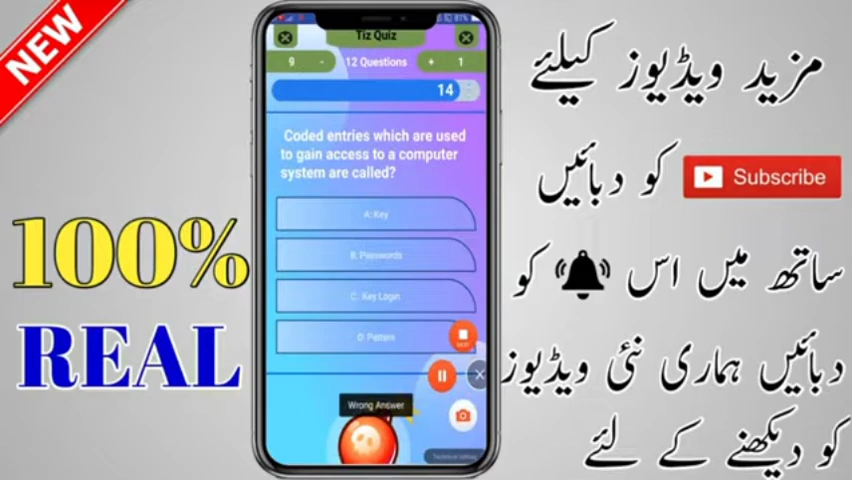 NEW
81%
Tiz Quiz
9 - 12 Questions + 1
14
Coded entries which are used
to gain access to a computer
system are called?
A: Key
B: Passwords
C: Key Login
D: Pattern
Wrong Answer
100%
REAL
مزید ویڈیوز کیلئے
Subscribe کو دبائیں
ساتھ میں اس کو
دبائیں ہماری نئی ویڈیوز
کو دیکھنے کے لئے